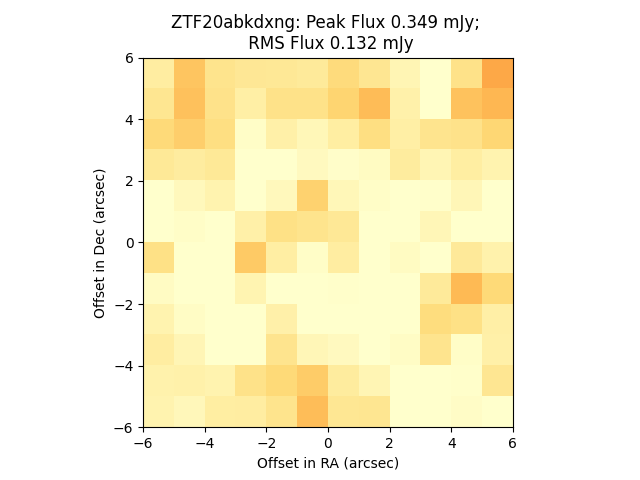 ZTF20abkdxng: Peak Flux 0.349 mJy;
RMS Flux 0.132 mJy
6
4
2
0
−2
−4
−6
Offset in Dec (arcsec)
−6 −4 −2 0 2 4 6
Offset in RA (arcsec)